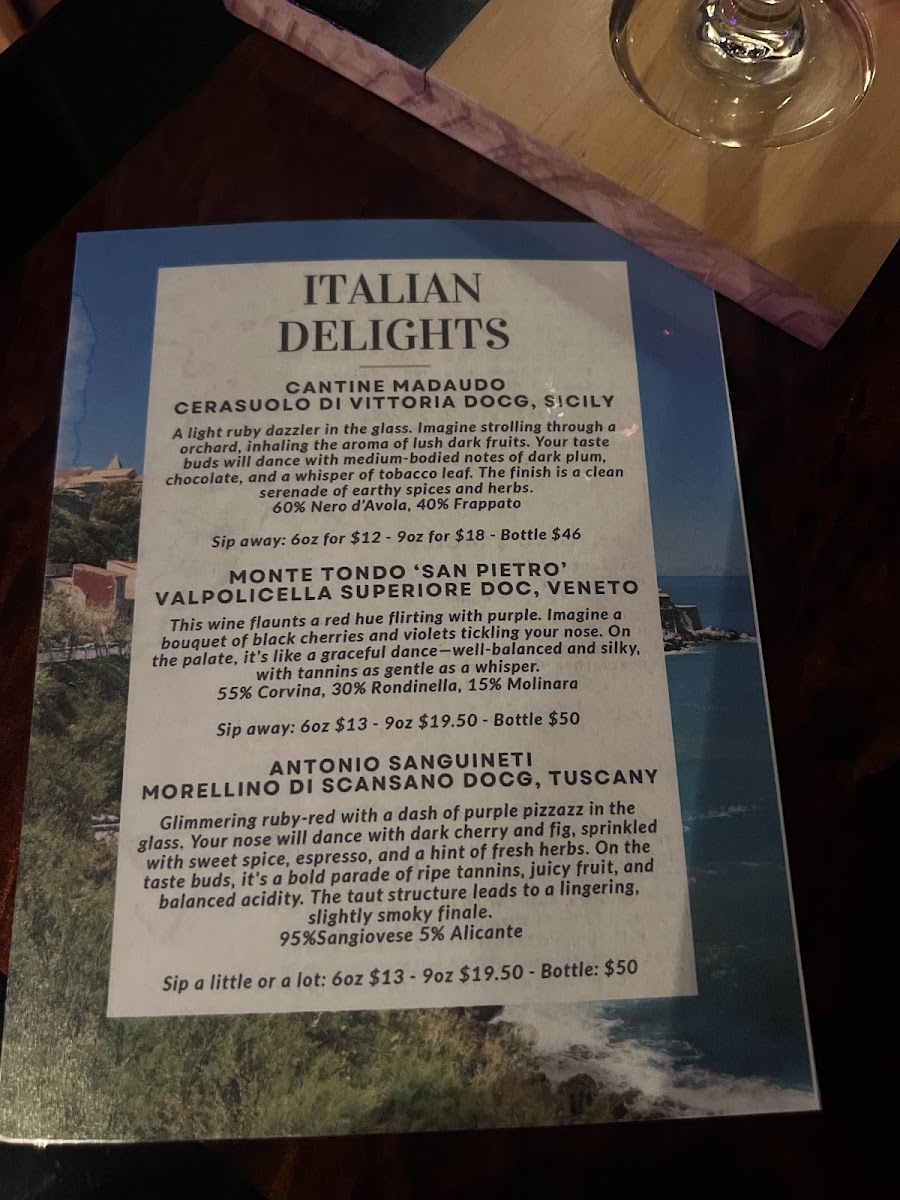 ITALIAN
DELIGHTS
CANTINE MADAUDO
CERASUOLO DI VITTORIA DOCG, SICILY
A light ruby dazzler in the glass. Imagine strolling through a
orchard, inhaling the aroma of lush dark fruits. Your taste
buds will dance with medium-bodied notes of dark plum,
chocolate, and a whisper of tobacco leaf. The finish is a clean
serenade of earthy spices and herbs.
60% Nero d'Avola, 40% Frappato
Sip away: 6oz for $12 - 9oz for $18 - Bottle $46
MONTE TONDO ‘SAN PIETRO’
VALPOLICELLA SUPERIORE DOC, VENETO
This wine flaunts a red hue flirting with purple. Imagine a
bouquet of black cherries and violets tickling your nose. On
the palate, it's like a graceful dance—well-balanced and silky,
with tannins as gentle as a whisper.
55% Corvina, 30% Rondinella, 15% Molinara
Sip away: 6oz $13 - 9oz $19.50 - Bottle $50
ANTONIO SANGUINETI
MORELLINO DI SCANSANO DOCG, TUSCANY
Glimmering ruby-red with a dash of purple pizzazz in the
glass. Your nose will dance with dark cherry and fig, sprinkled
with sweet spice, espresso, and a hint of fresh herbs. On the
taste buds, it's a bold parade of ripe tannins, juicy fruit, and
balanced acidity. The taut structure leads to a lingering,
slightly smoky finale.
95%Sangiovese 5% Alicante
Sip a little or a lot: 6oz $13 - 9oz $19.50 - Bottle: $50